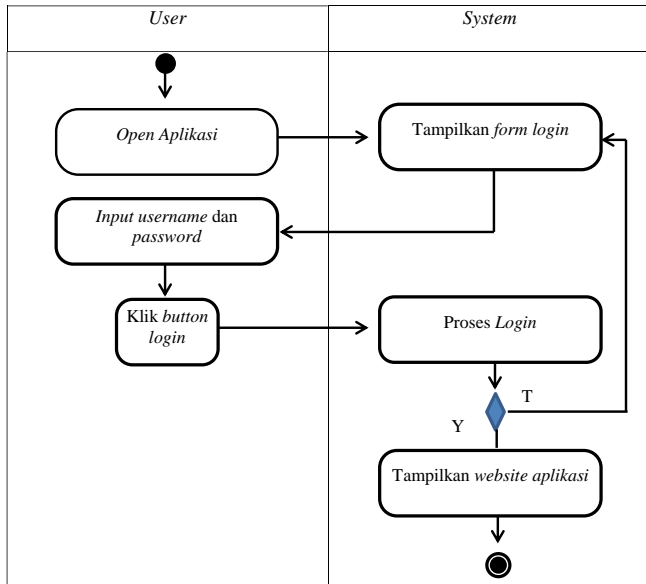 User
System
Open Aplikasi
Tampilkan form login
Input username dan
password
Klik button
login
Proses Login
T
Y
Tampilkan website aplikasi